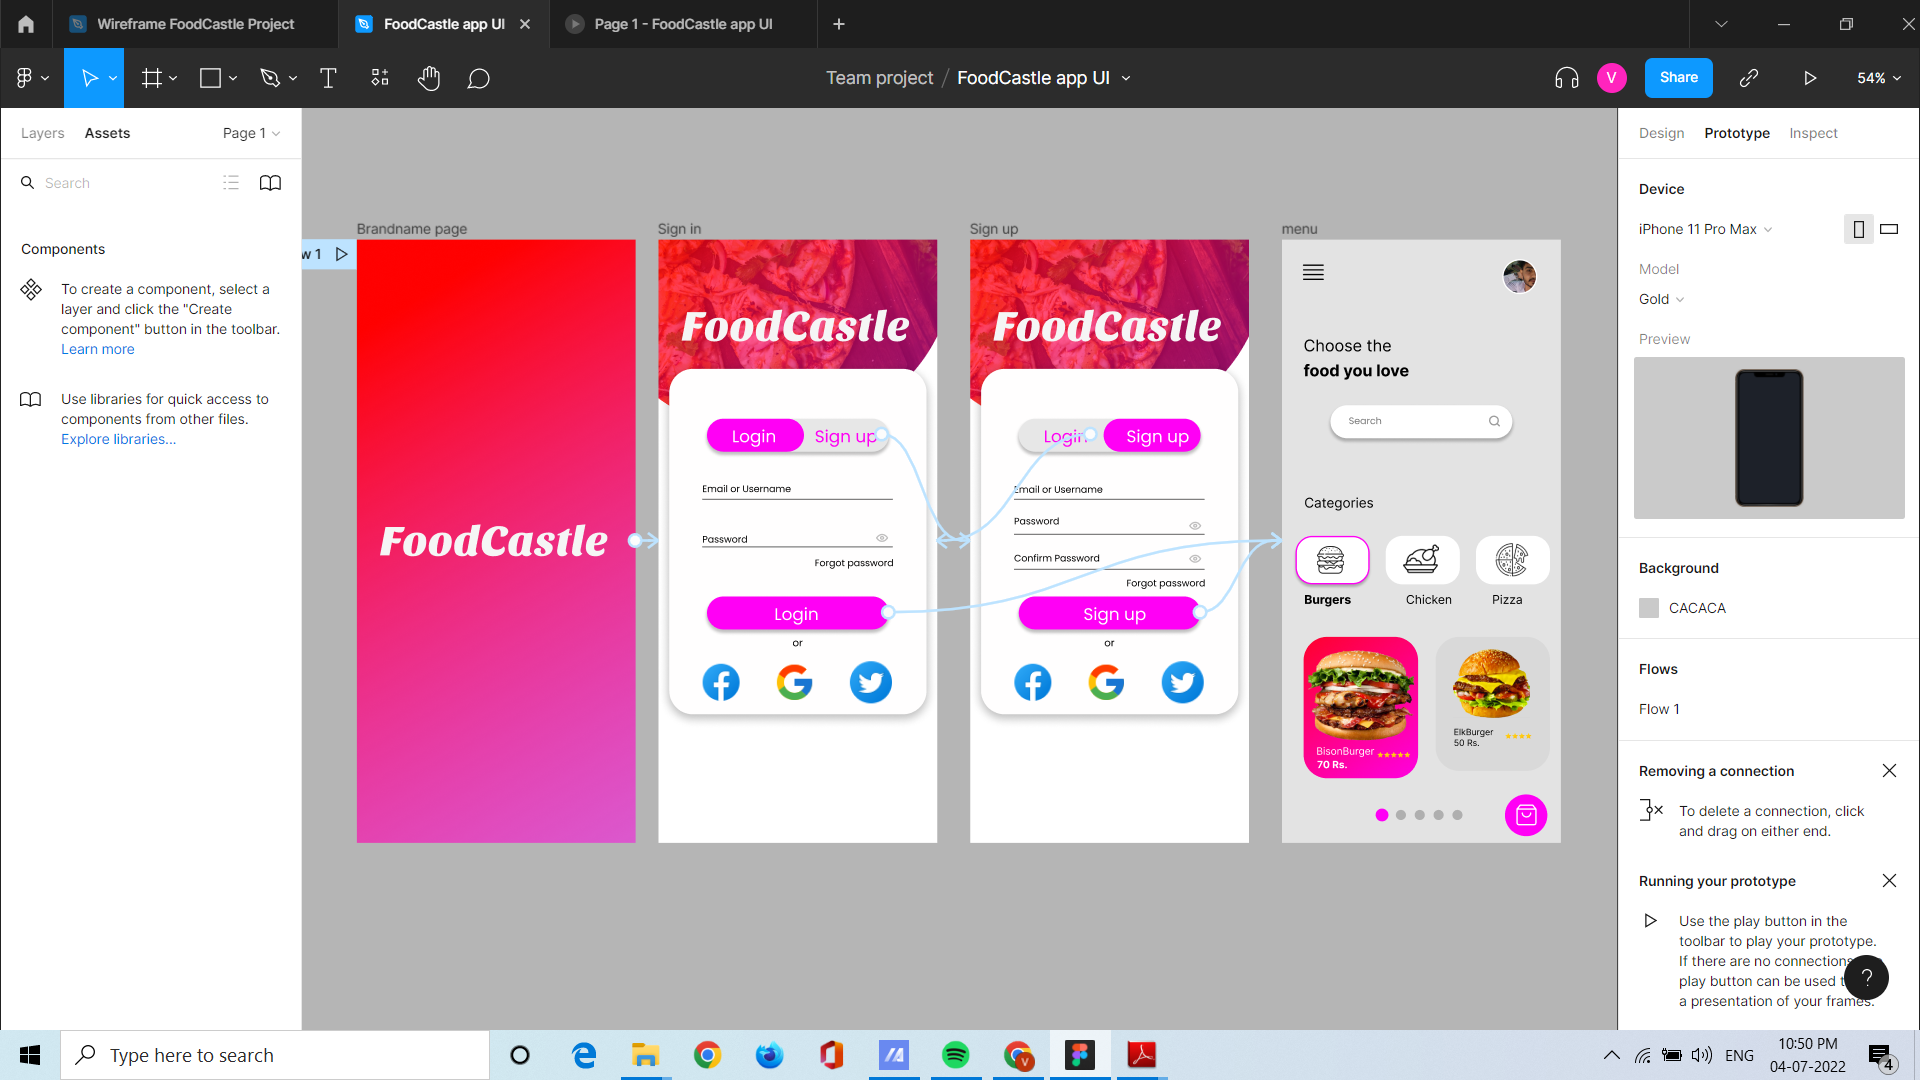 Wireframe FoodCastle Project
FoodCastle app UI
Page 1 - FoodCastle app UI
Team project / FoodCastle app UI
V
Share
54%
Layers
Assets
Page 1
Search
Components
To create a component, select a
layer and click the "Create
component" button in the toolbar.
Learn more
Use libraries for quick access to
components from other files.
Explore libraries...
w 1
Brandname page
FoodCastle
Sign in
FoodCastle
Login
Sign up
Email or Username
Password
Forgot password
Login
or
Sign up
FoodCastle
Login
Sign up
Email or Username
Password
Confirm Password
Forgot password
Sign up
or
menu
Choose the
food you love
Search
Categories
Burgers
Chicken
Pizza
BisonBurger
70 Rs.
ElkBurger
50 Rs.
Design
Prototype
Inspect
Device
iPhone 11 Pro Max
Model
Gold
Preview
Background
CACACA
Flows
Flow 1
Removing a connection
To delete a connection, click
and drag on either end.
Running your prototype
Use the play button in the
toolbar to play your prototype.
If there are no connections
play button can be used
a presentation of your frames.
?
Type here to search
V
ENG
10:50 PM
04-07-2022
4